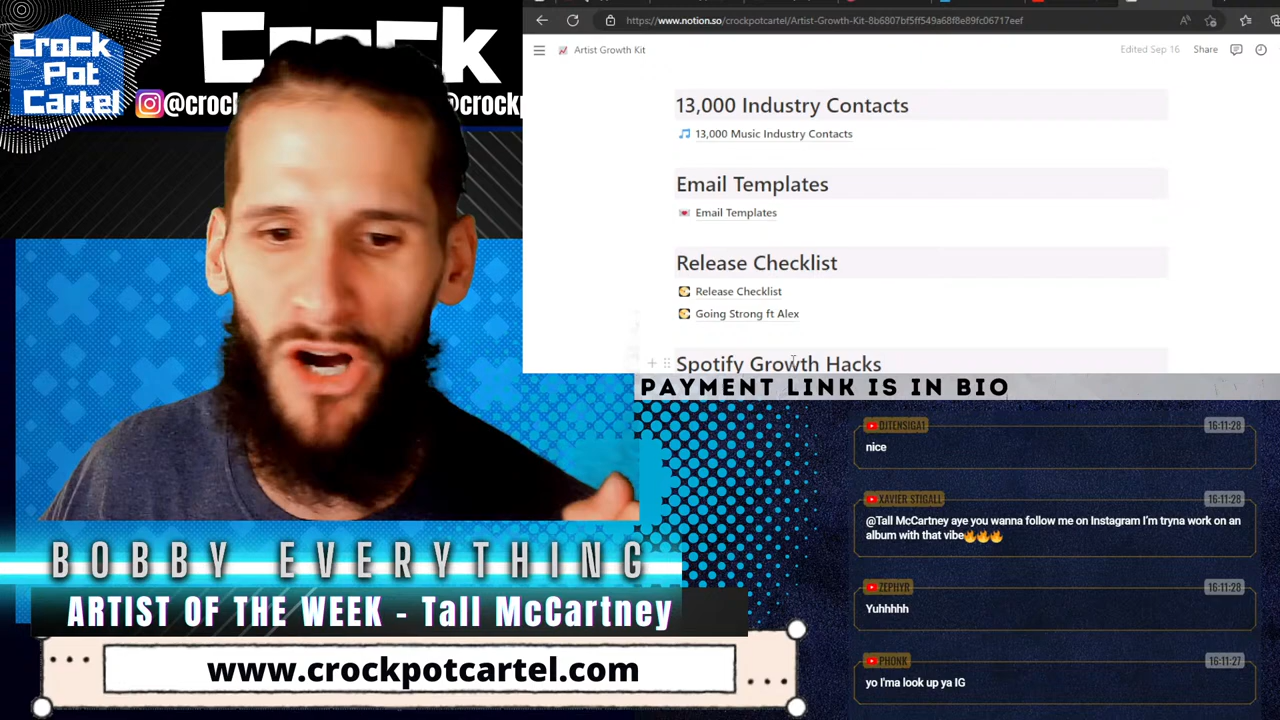 Crock
Pot
Cartel
@croc
@crockp
https://www.notion.so/crockpotcartel/Artist-Growth-Kit-8b6807bf5ff549a68f8e89fc06717eef
Artist Growth Kit
Edited Sep 16
Share
13,000 Industry Contacts
13,000 Music Industry Contacts
Email Templates
Email Templates
Release Checklist
Release Checklist
Going Strong ft Alex
Spotify Growth Hacks
PAYMENT LINK IS IN BIO
DJTENSIGA1
16:11:28
nice
XAVIER STIGALL
16:11:28
@Tall McCartney aye you wanna follow me on Instagram I'm tryna work on an
album with that vibe🔥🔥🔥
ZEPHYR
16:11:28
Yuhhhhh
PHONK
16:11:27
yo I'ma look up ya IG
BOBBY EVERYTHING
ARTIST OF THE WEEK - Tall McCartney
www.crockpotcartel.com